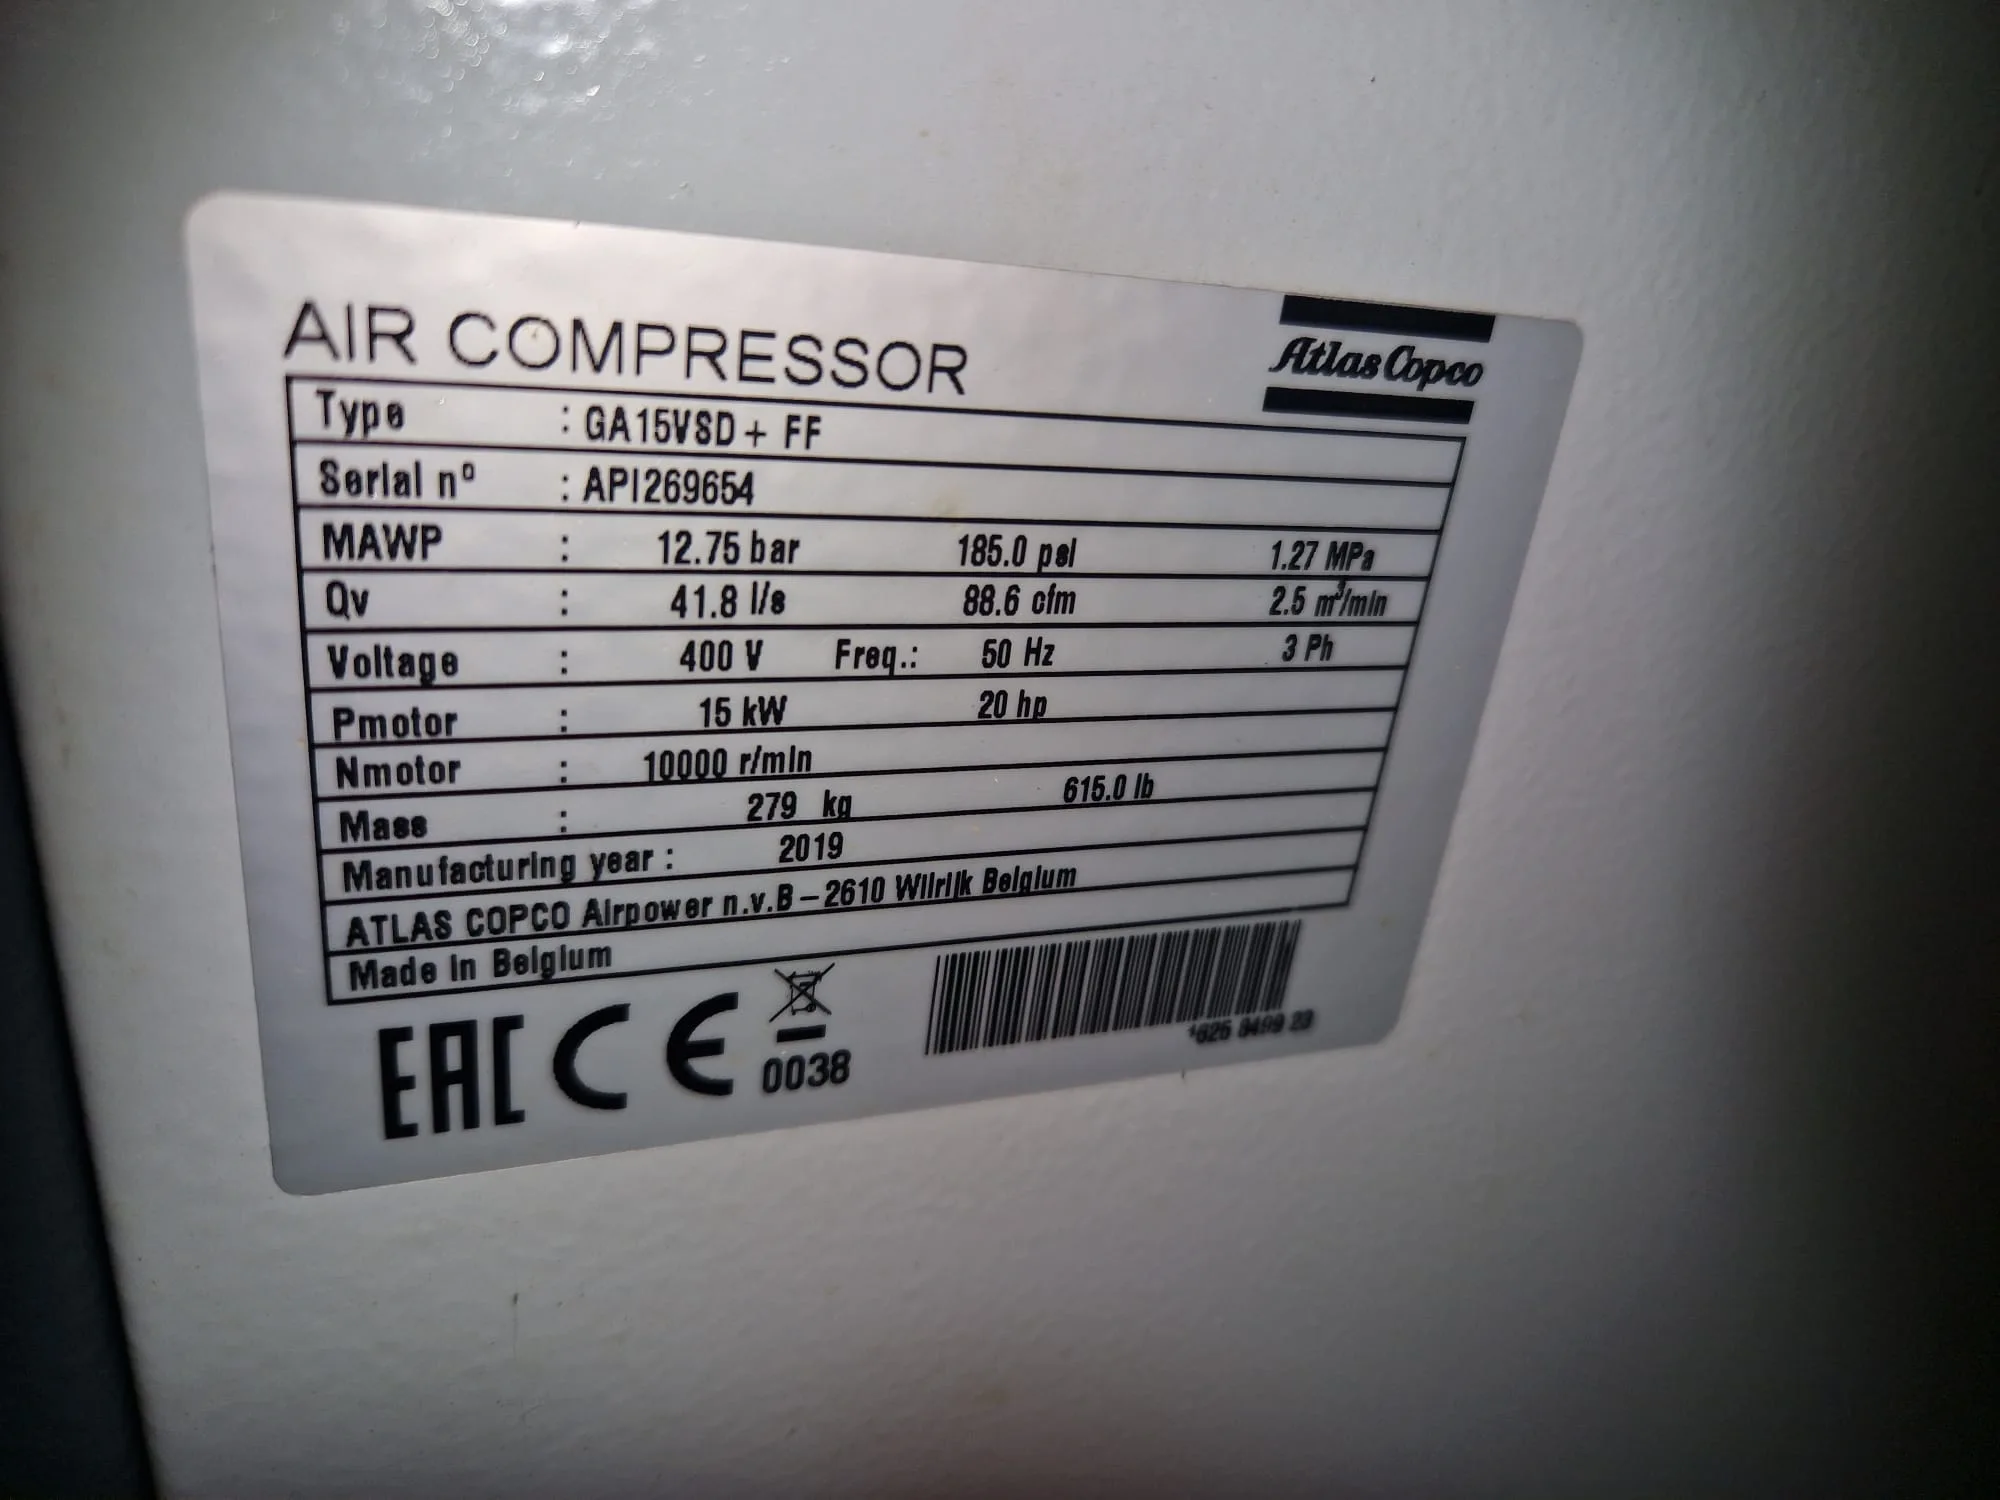 AIR COMPRESSOR
Atlas Copco
Type : GA15VSD+ FF
Serial nº : API269654
MAWP : 12.75 bar 185.0 psi 1.27 MPa
Qv : 41.8 l/s 88.6 cfm 2.5 m³/min
Voltage : 400 V Freq.: 50 Hz 3 Ph
Pmotor : 15 kW 20 hp
Nmotor : 10000 r/min
Mass : 279 kg 615.0 lb
Manufacturing year : 2019
ATLAS COPCO Airpower n.v.B – 2610 Wilrijk Belgium
Made in Belgium
EAC CE 0038